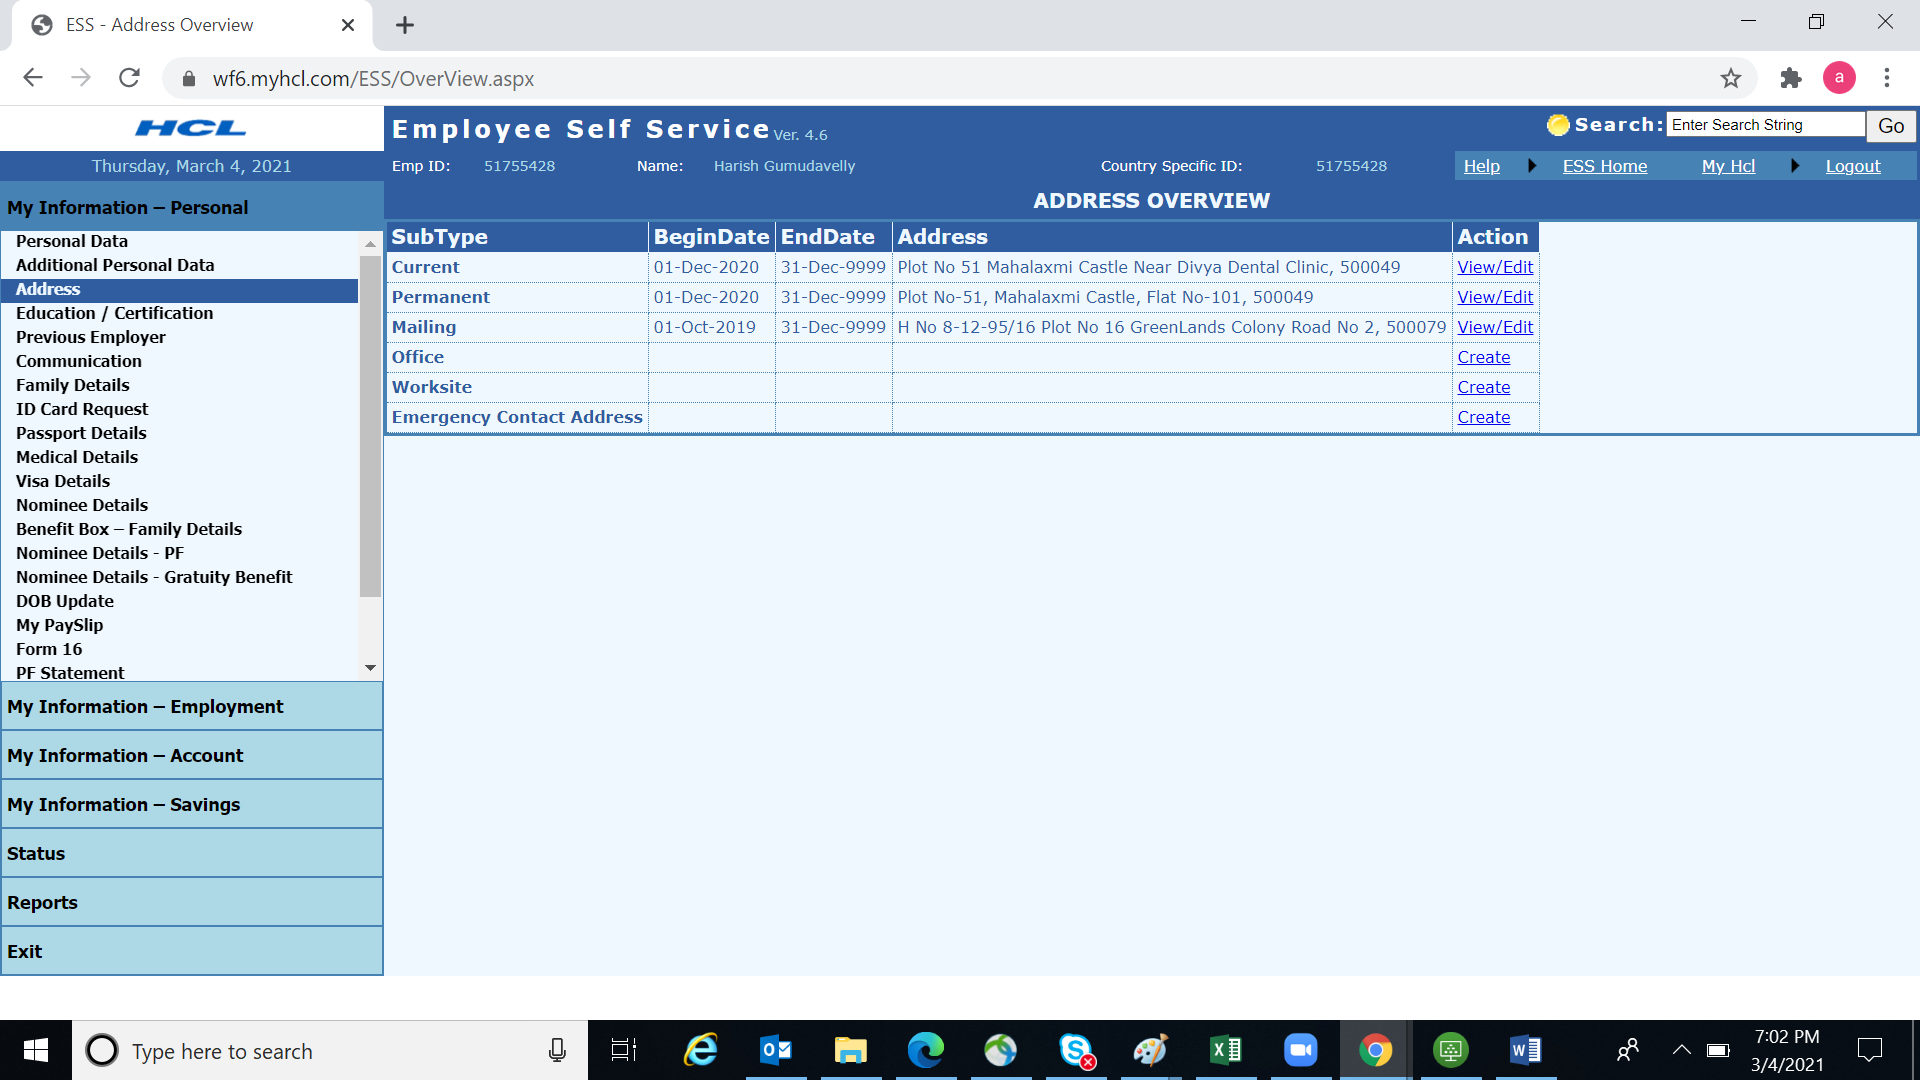 ESS - Address Overview
wf6.myhcl.com/ESS/OverView.aspx
a
HCL
Employee Self Service Ver. 4.6
Search: Enter Search String Go
Thursday, March 4, 2021
Emp ID: 51755428 Name: Harish Gumudavelly Country Specific ID: 51755428 Help ESS Home My Hcl Logout
ADDRESS OVERVIEW
My Information – Personal
Personal Data
Additional Personal Data
Address
Education / Certification
Previous Employer
Communication
Family Details
ID Card Request
Passport Details
Medical Details
Visa Details
Nominee Details
Benefit Box – Family Details
Nominee Details - PF
Nominee Details - Gratuity Benefit
DOB Update
My PaySlip
Form 16
PF Statement
My Information – Employment
My Information – Account
My Information – Savings
Status
Reports
Exit
SubType BeginDate EndDate Address Action
Current 01-Dec-2020 31-Dec-9999 Plot No 51 Mahalaxmi Castle Near Divya Dental Clinic, 500049 View/Edit
Permanent 01-Dec-2020 31-Dec-9999 Plot No-51, Mahalaxmi Castle, Flat No-101, 500049 View/Edit
Mailing 01-Oct-2019 31-Dec-9999 H No 8-12-95/16 Plot No 16 GreenLands Colony Road No 2, 500079 View/Edit
Office Create
Worksite Create
Emergency Contact Address Create
Type here to search
7:02 PM
3/4/2021